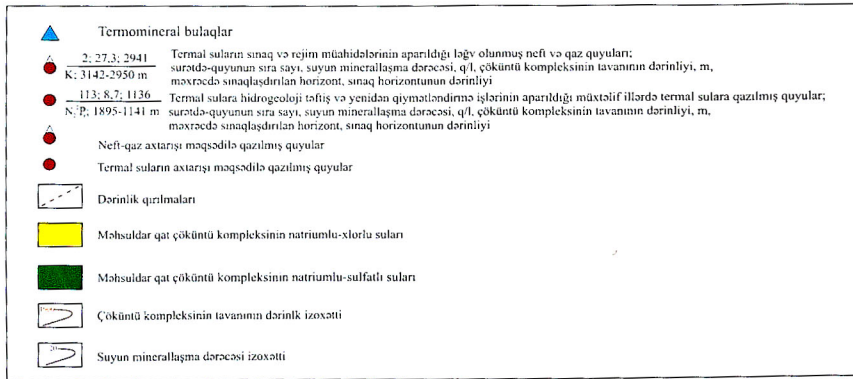 Termomineral bulaqlar
2; 27,3; 2941
K; 3142-2950 m
Termal suların sınaq və rejim müahidələrinin aparıldığı ləğv olunmuş neft və qaz quyuları;
surətdə-quyunun sıra sayı, suyun minerallaşma dərəcəsi, q/l, çöküntü kompleksinin tavanının dərinliyi, m,
məxrəcdə sınaqlaşdırılan horizont, sınaq horizontunun dərinliyi
113; 8,7; 1136
1895-1141 m
Termal sulara hidrogeoloji təftiş və yenidən qiymətləndirmə işlərinin aparıldığı müxtəlif illərdə termal sulara qazılmış quyular;
surətdə-quyunun sıra sayı, suyun minerallaşma dərəcəsi, q/l, çöküntü kompleksinin tavanının dərinliyi, m,
məxrəcdə sınaqlaşdırılan horizont, sınaq horizontunun dərinliyi
Neft-qaz axtarışı məqsədilə qazılmış quyular
Termal suların axtarışı məqsədilə qazılmış quyular
Dərinlik qırılmaları
Məhsuldar qat çöküntü kompleksinin natriumlu-xlorlu suları
Məhsuldar qat çöküntü kompleksinin natriumlu-sulfatlı suları
Çöküntü kompleksinin tavanının dərinlk izoxətti
Suyun minerallaşma dərəcəsi izoxətti